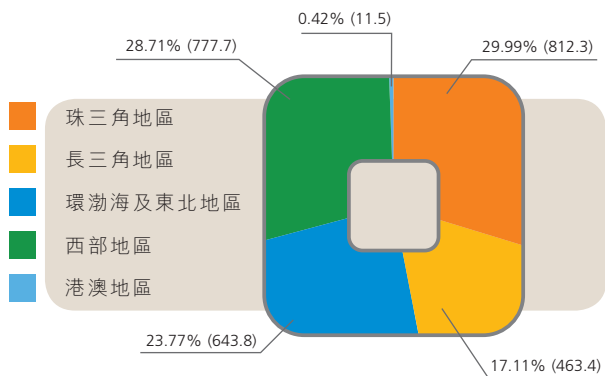 0.42% (11.5)
28.71% (777.7)
29.99% (812.3)
珠三角地區
長三角地區
環渤海及東北地區
西部地區
港澳地區
23.77% (643.8)
17.11% (463.4)